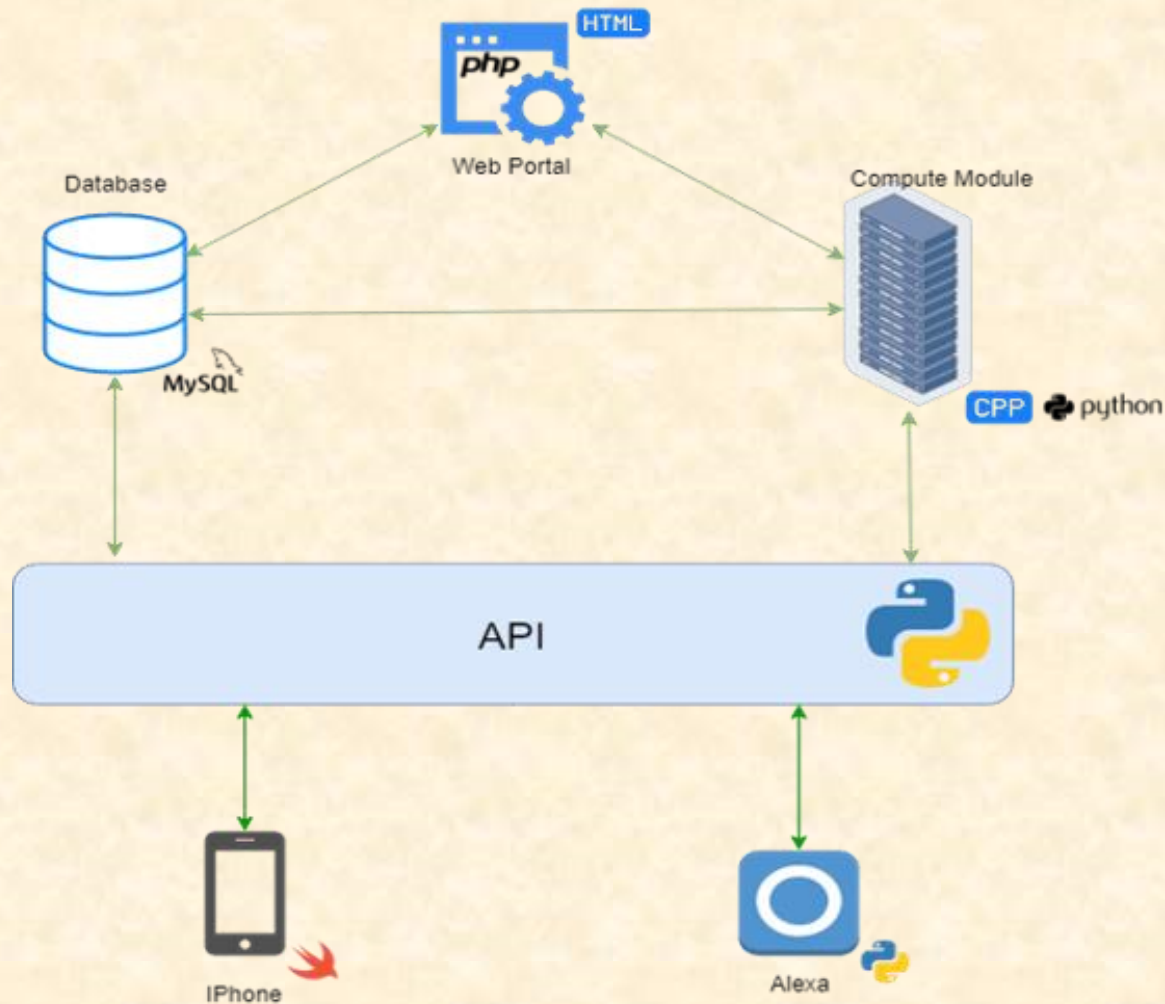 HTML
php
Web Portal
Database
Compute Module
MySQL
CPP
python
API
IPhone
Alexa